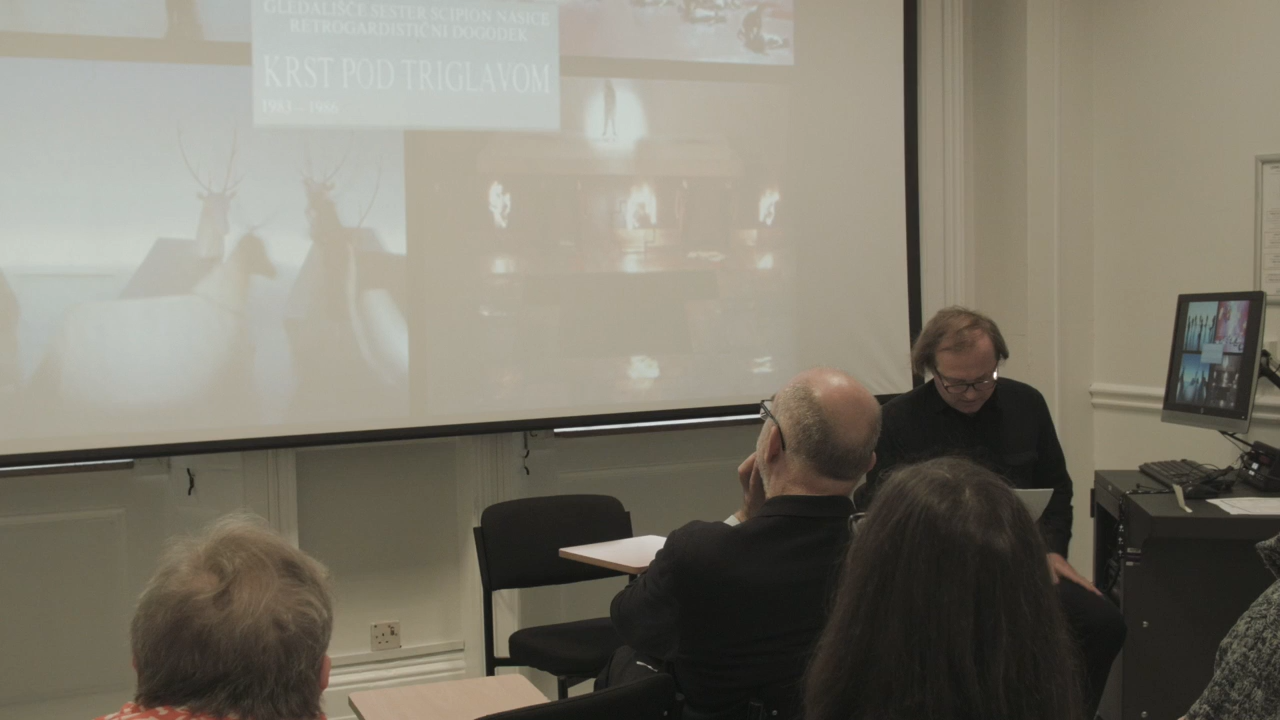 GLEDALIŠČE SESTER SCIPION NASICE
RETROGARDISTIČNI DOGODEK
KRST POD TRIGLAVOM
1983 - 1986